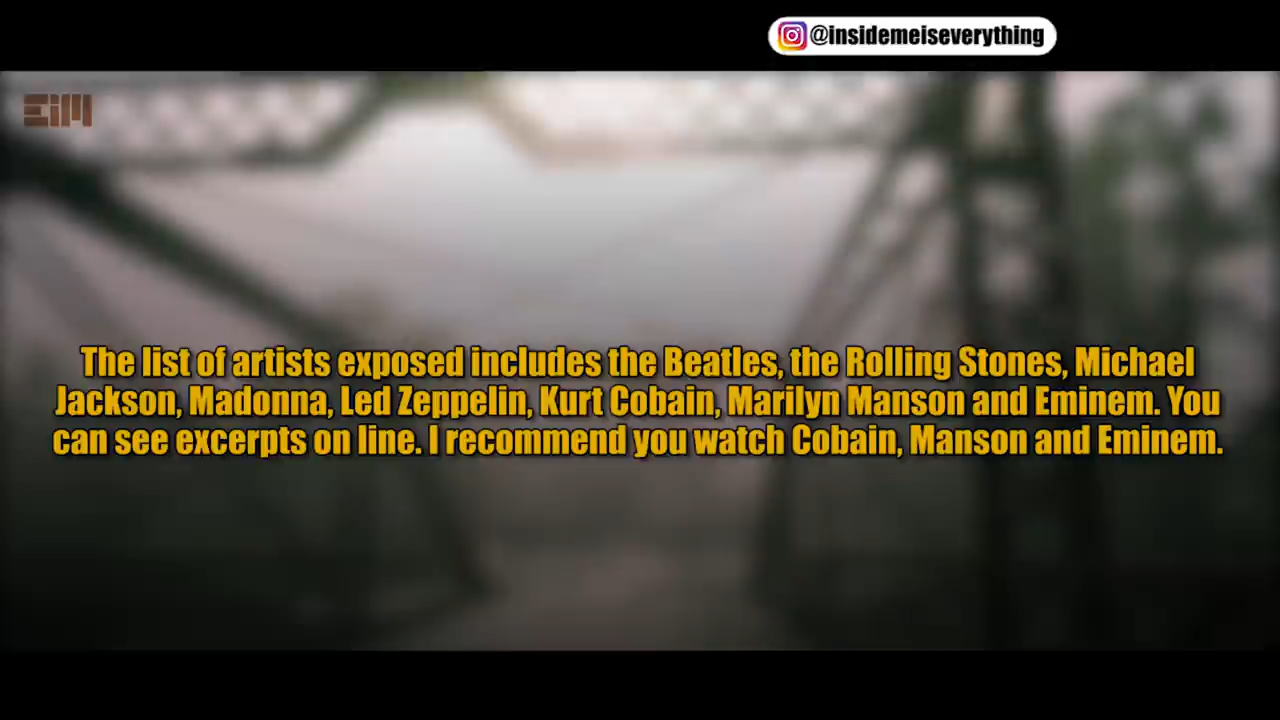 @insidemeiseverything
EiM
The list of artists exposed includes the Beatles, the Rolling Stones, Michael
Jackson, Madonna, Led Zeppelin, Kurt Cobain, Marilyn Manson and Eminem. You
can see excerpts on line. I recommend you watch Cobain, Manson and Eminem.